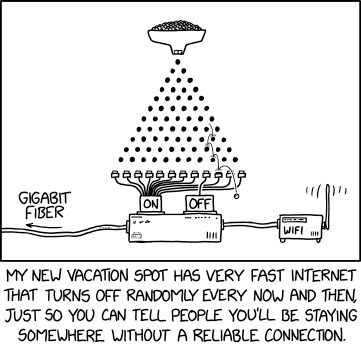 GIGABIT
FIBER
ON
OFF
WIFI
MY NEW VACATION SPOT HAS VERY FAST INTERNET
THAT TURNS OFF RANDOMLY EVERY NOW AND THEN,
JUST SO YOU CAN TELL PEOPLE YOU'LL BE STAYING
SOMEWHERE WITHOUT A RELIABLE CONNECTION.